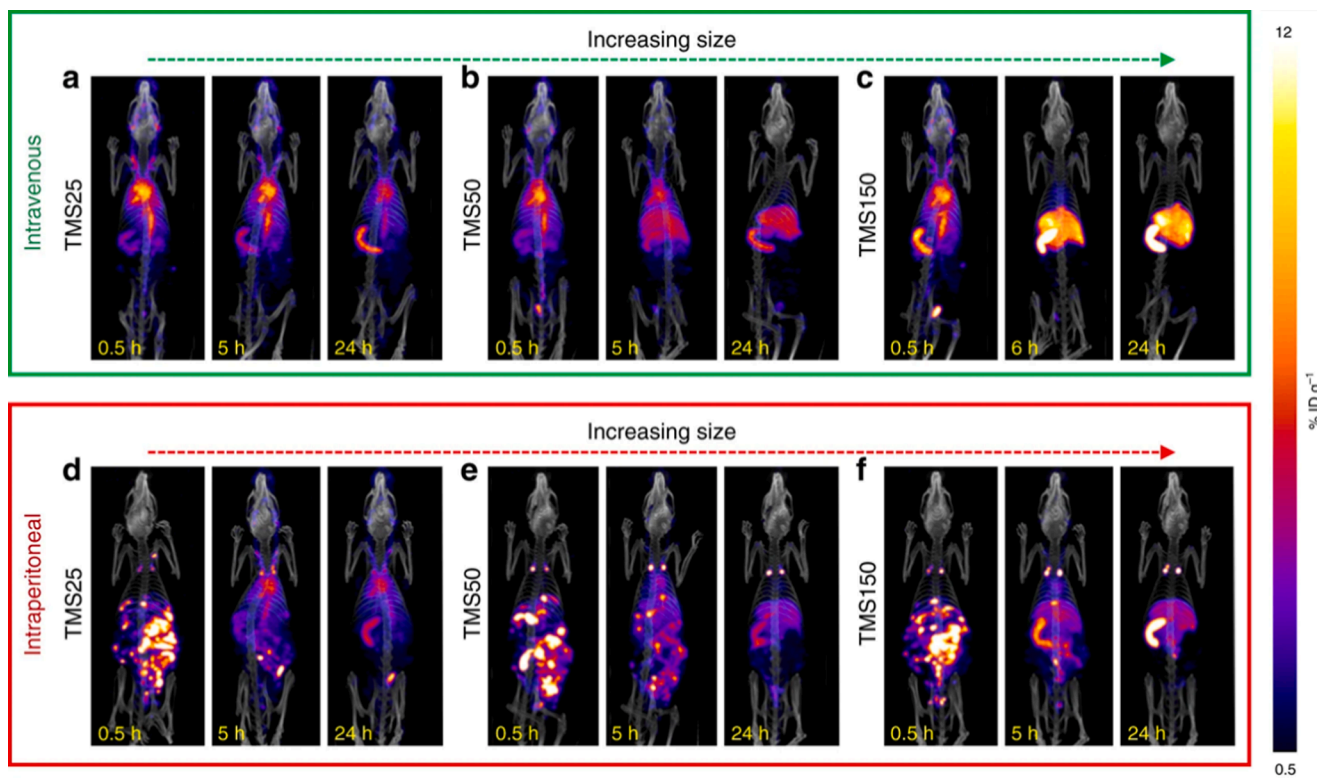 Increasing size
a
b
c
Intravenous
TMS25
0.5 h
5 h
24 h
TMS50
0.5 h
5 h
24 h
TMS150
0.5 h
6 h
24 h
Increasing size
d
e
f
Intraperitoneal
TMS25
0.5 h
5 h
24 h
TMS50
0.5 h
5 h
24 h
TMS150
0.5 h
5 h
24 h
12
% ID g⁻¹
0.5